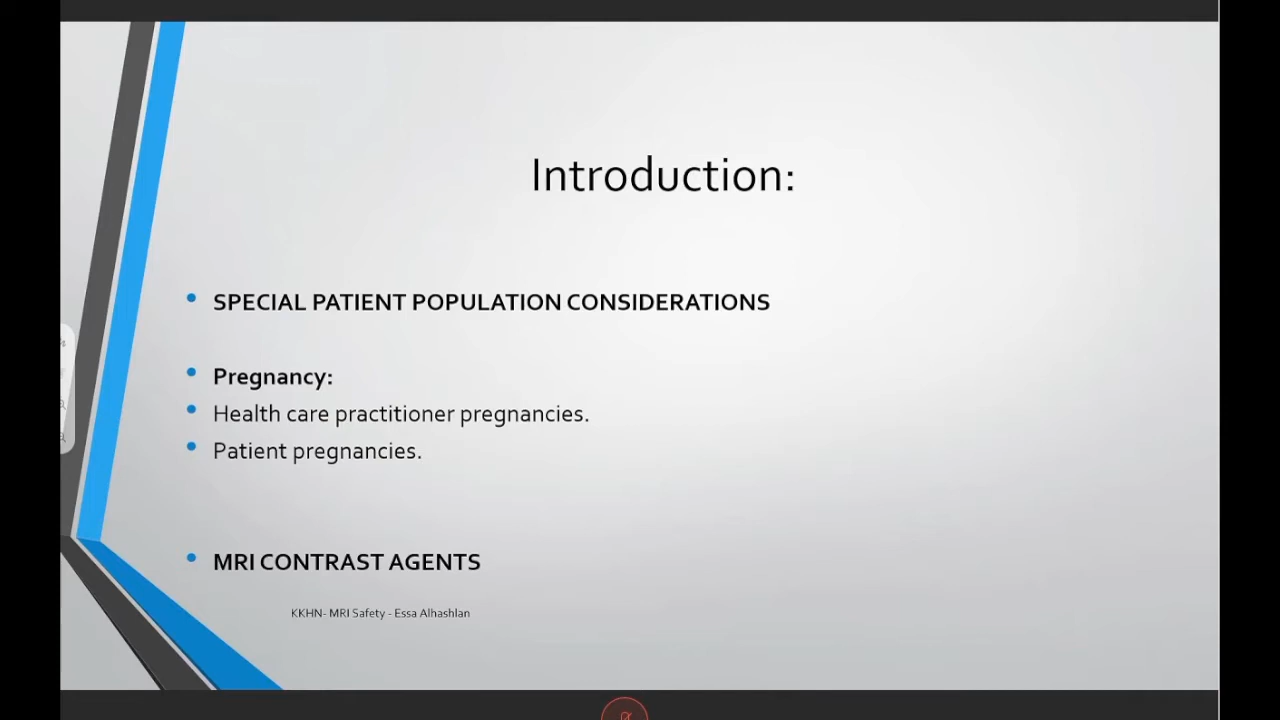 Introduction:
SPECIAL PATIENT POPULATION CONSIDERATIONS
Pregnancy:
Health care practitioner pregnancies.
Patient pregnancies.
MRI CONTRAST AGENTS
KKHN- MRI Safety - Essa Alhashlan